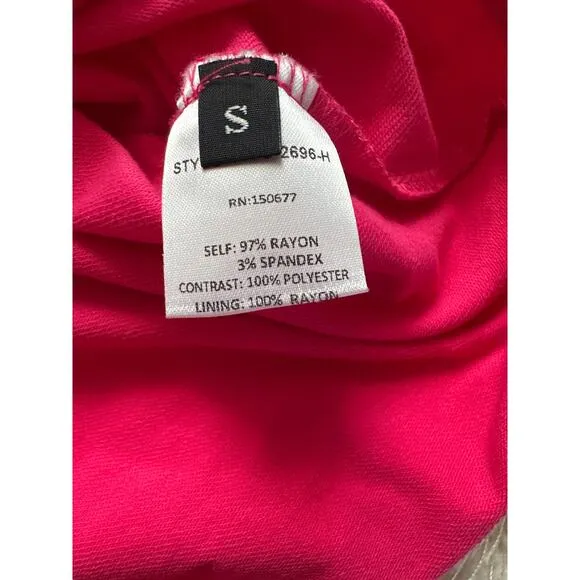 S
STY 2696-H
RN:150677
SELF: 97% RAYON
3% SPANDEX
CONTRAST: 100% POLYESTER
LINING: 100% RAYON